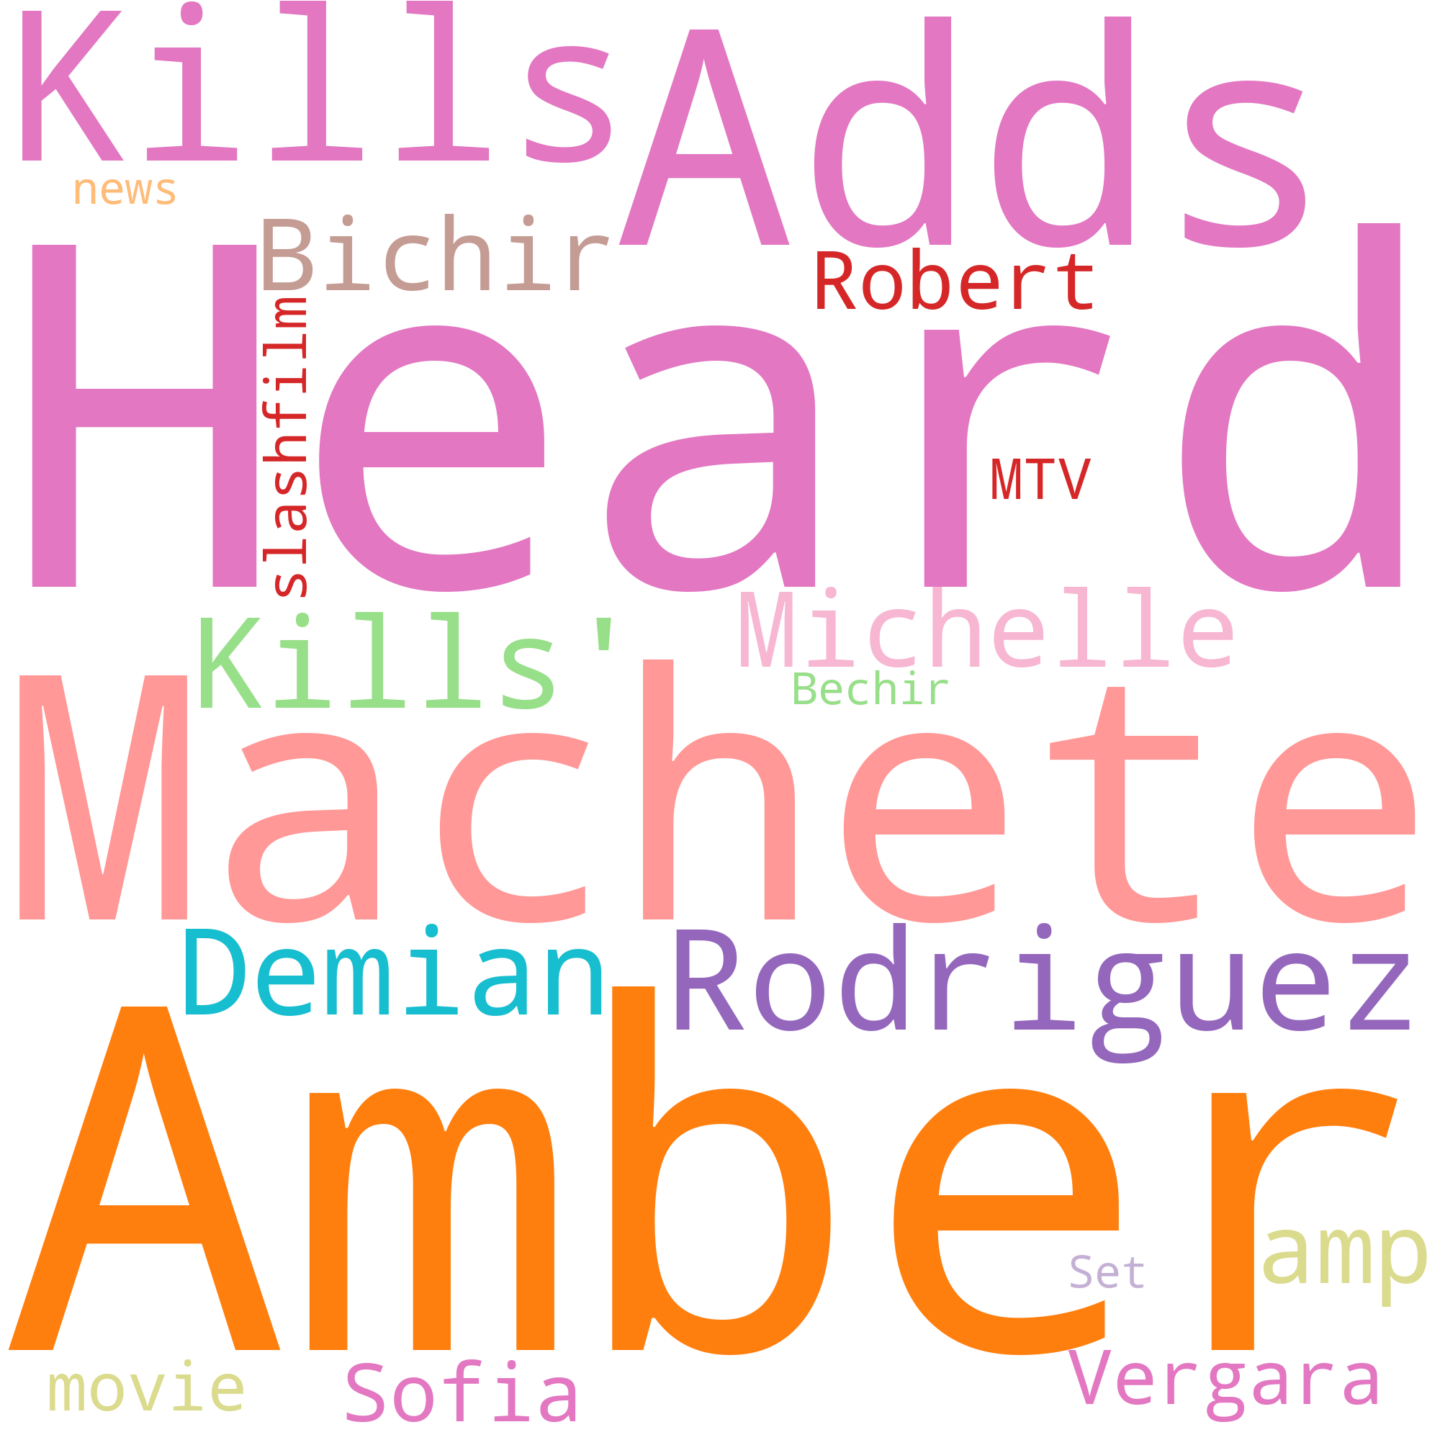 Kills
Adds
news
Bichir
Robert
Heard
slashfilm
MTV
Kills'
Michelle
Bechir
Machete
Demian
Rodriguez
Amber
amp
Set
movie
Sofia
Vergara